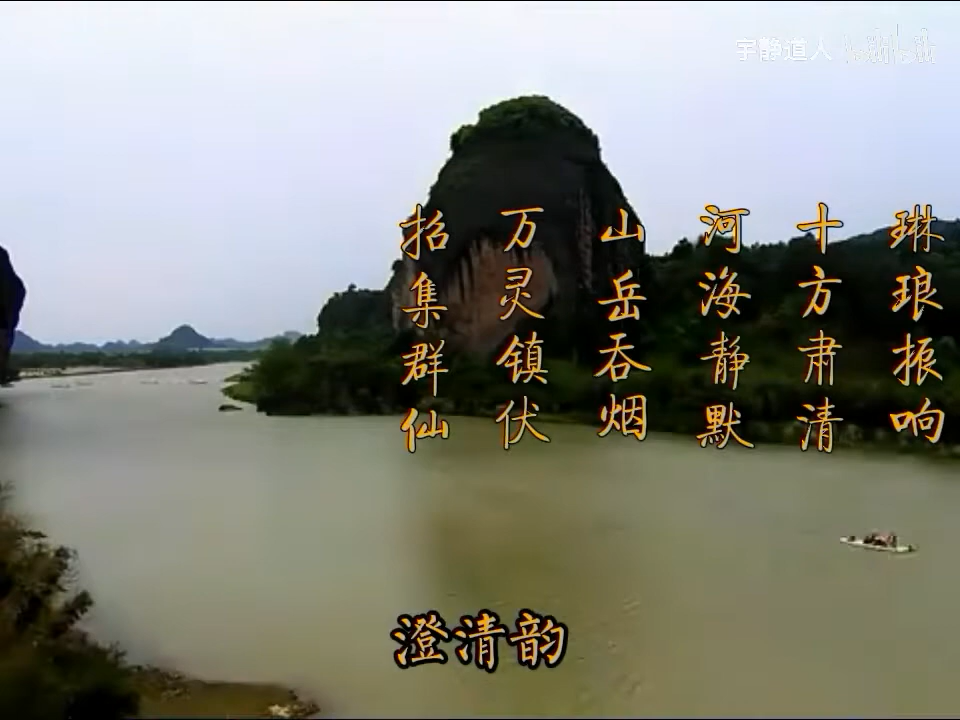 宇静道人
琳琅振响
十方肃清
河海静默
山岳吞烟
万灵镇伏
招集群仙
澄清韵